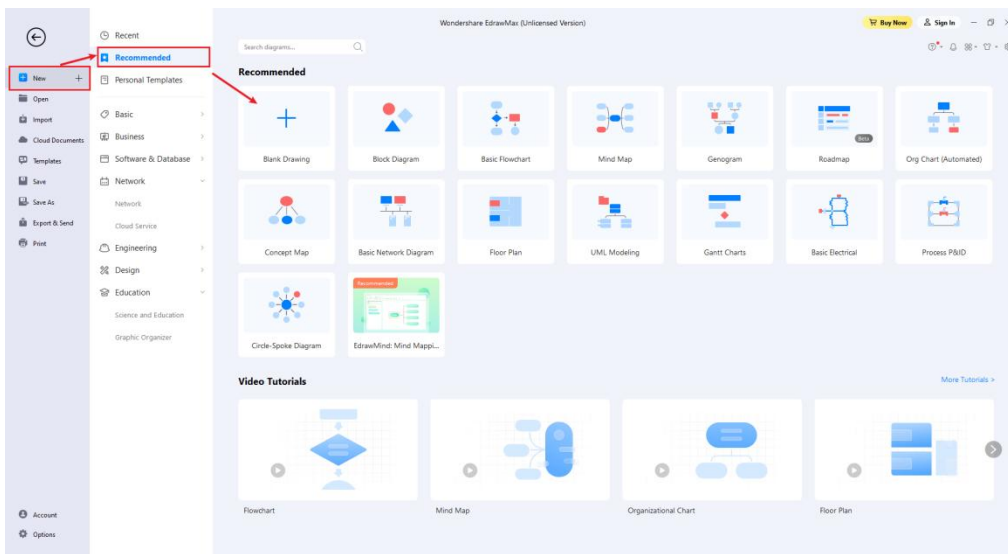 Wondershare EdrawMax (Unlicensed Version)
Buy Now
Sign In
New
Open
Import
Cloud Documents
Templates
Save
Save As
Export & Send
Print
Account
Options
Recent
Recommended
Personal Templates
Basic
Business
Software & Database
Network
Network
Cloud Service
Engineering
Design
Education
Science and Education
Graphic Organizer
Search diagrams...
Recommended
Blank Drawing
Block Diagram
Basic Flowchart
Mind Map
Genogram
Beta
Roadmap
Org Chart (Automated)
Concept Map
Basic Network Diagram
Floor Plan
UML Modeling
Gantt Charts
Basic Electrical
Process P&ID
Circle-Spoke Diagram
Recommended
EdrawMind: Mind Mappi...
Video Tutorials
More Tutorials >
Flowchart
Mind Map
Organizational Chart
Floor Plan